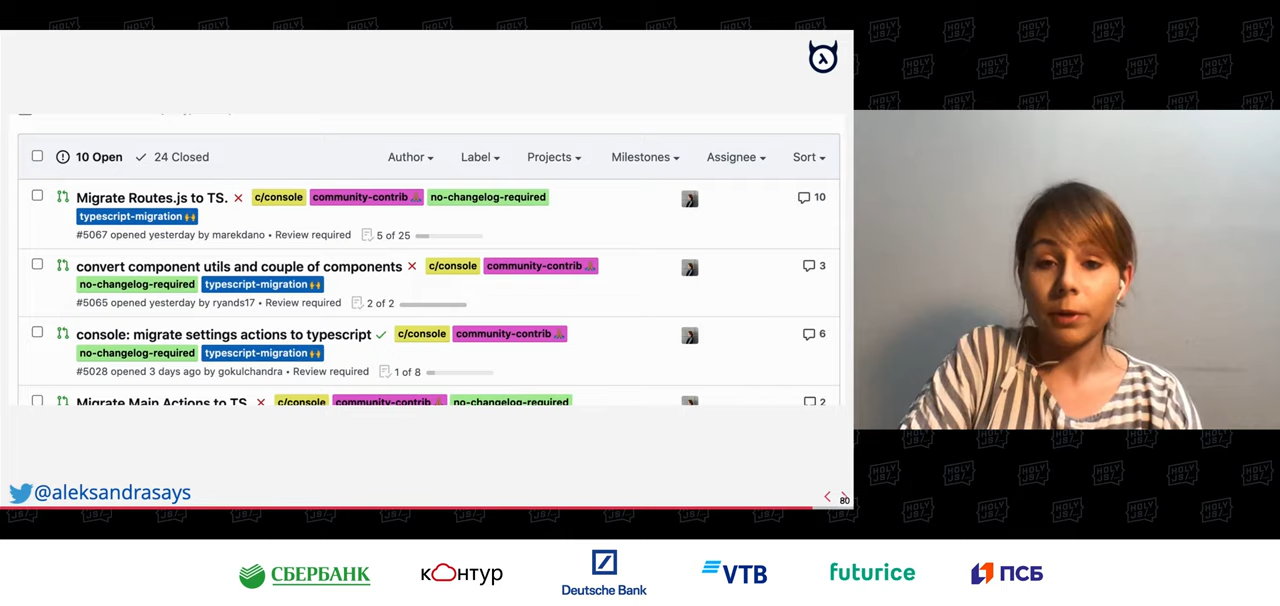 10 Open 24 Closed Author Label Projects Milestones Assignee Sort
Migrate Routes.js to TS. c/console community-contrib no-changelog-required 10
typescript-migration
#5067 opened yesterday by marekdano • Review required 5 of 25
convert component utils and couple of components c/console community-contrib 3
no-changelog-required typescript-migration
#5065 opened yesterday by ryands17 • Review required 2 of 2
console: migrate settings actions to typescript c/console community-contrib 6
no-changelog-required typescript-migration
#5028 opened 3 days ago by gokulchandra • Review required 1 of 8
Migrate Main Actions to TS c/console community-contrib no-changelog-required 2
@aleksandrasays
80
HOLY JS/
СБЕРБАНК
КОНТУР
Deutsche Bank
VTB
futurice
ПСБ